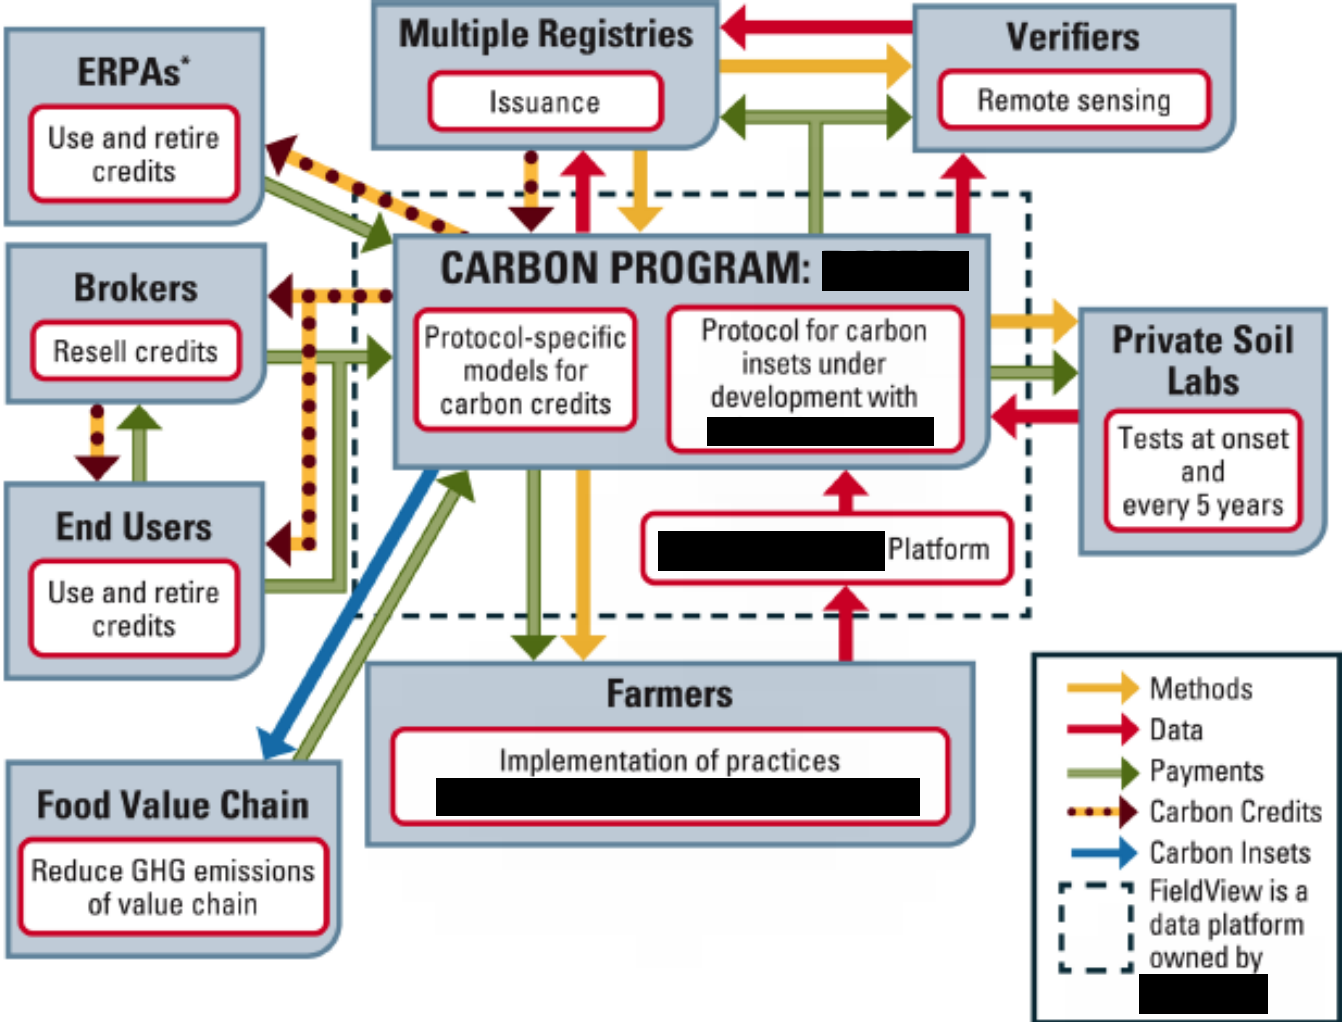 ERPAs*
Use and retire
credits
Multiple Registries
Issuance
Verifiers
Remote sensing
Brokers
Resell credits
CARBON PROGRAM:
Protocol-specific
models for
carbon credits
Protocol for carbon
insets under
development with
Private Soil
Labs
Tests at onset
and
every 5 years
End Users
Use and retire
credits
Platform
Farmers
Implementation of practices
Food Value Chain
Reduce GHG emissions
of value chain
Methods
Data
Payments
Carbon Credits
Carbon Insets
FieldView is a
data platform
owned by